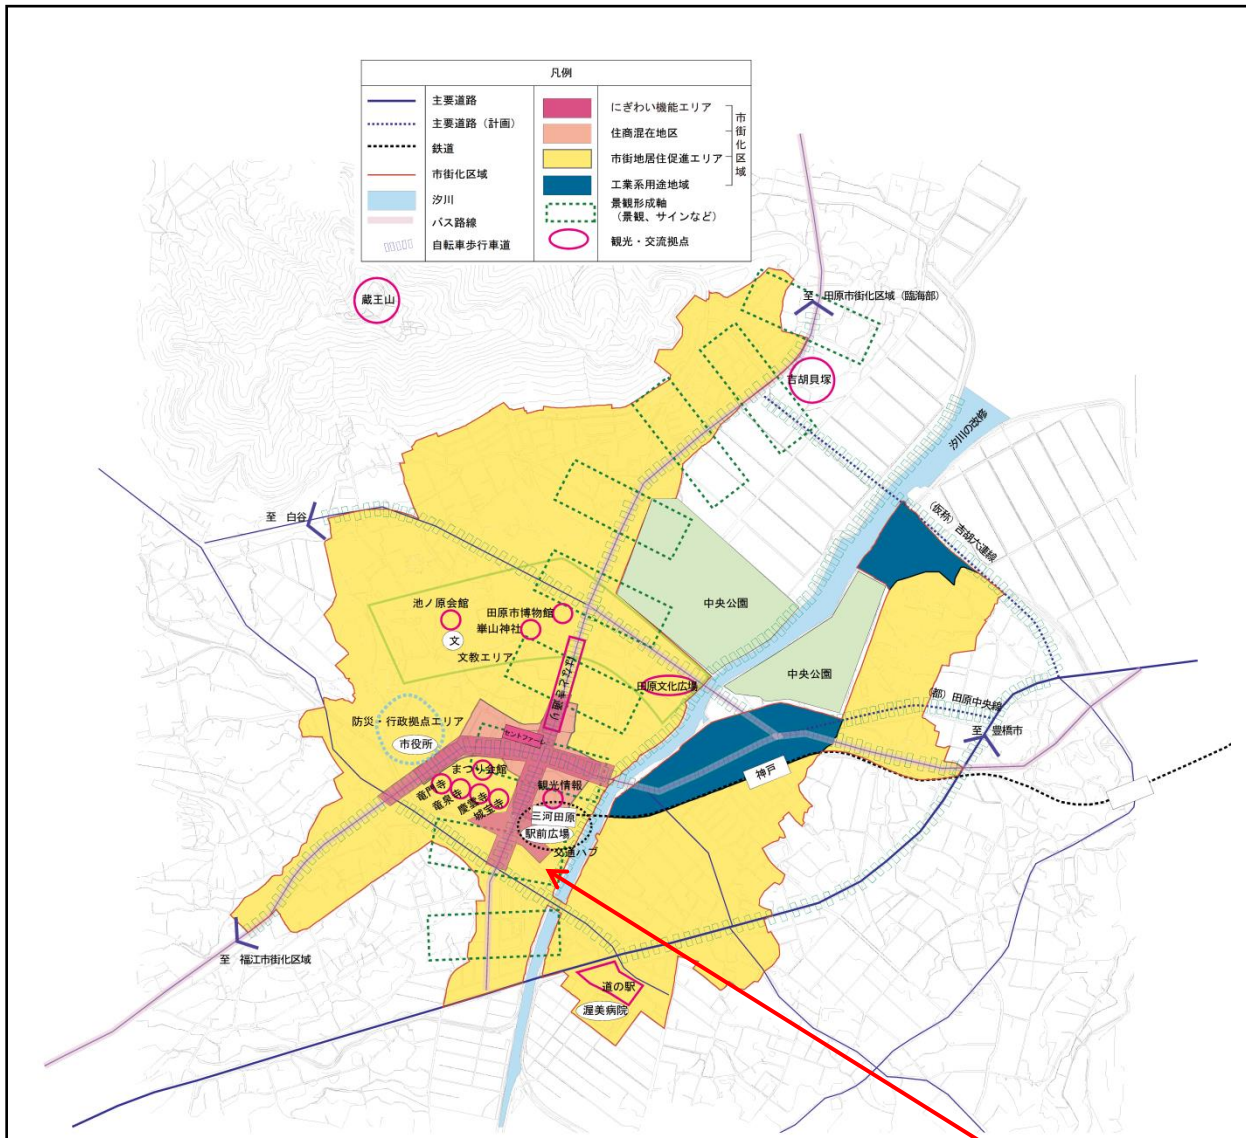 凡例
主要道路
主要道路（計画）
鉄道
市街化区域
汐川
バス路線
自転車歩行車道
にぎわい機能エリア
住商混在地区
市街地居住促進エリア
工業系用途地域
景観形成軸
（景観、サインなど）
観光・交流拠点
市街化区域
蔵王山
至 田原市街化区域（臨海部）
吉胡貝塚
汐川の改修
至 白谷
（仮称）吉胡六連線
中央公園
池ノ原会館
田原市博物館
崋山神社
文
文教エリア
はなとき通り
田原文化広場
中央公園
（都）田原中央線
至 豊橋市
防災・行政拠点エリア
市役所
セントファーレ
まつり会館
神戸
竜門寺
竜泉寺
慶雲寺
城宝寺
観光情報
三河田原
駅前広場
交通ハブ
至 福江市街化区域
道の駅
渥美病院